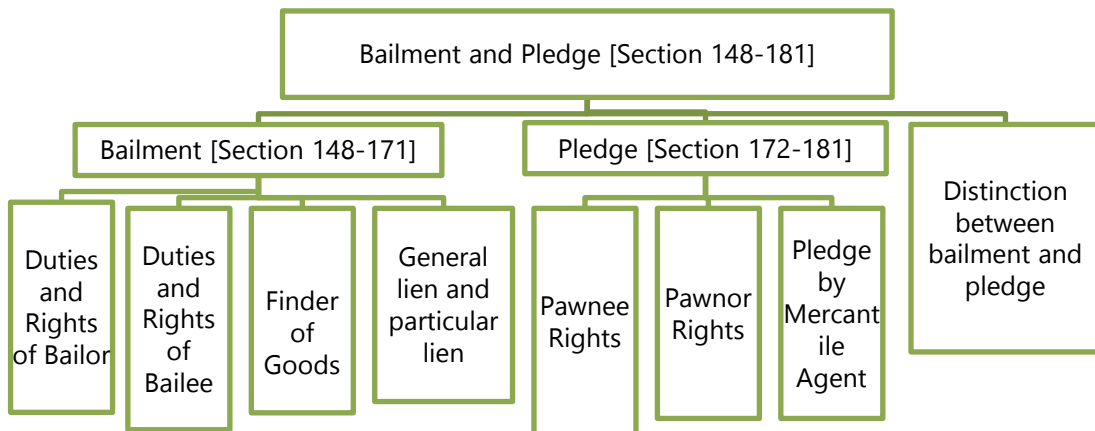 Bailment and Pledge [Section 148-181]
Bailment [Section 148-171]
Pledge [Section 172-181]
Distinction
between
bailment and
pledge
Duties
and
Rights
of Bailor
Duties
and
Rights
of
Bailee
Finder
of
Goods
General
lien and
particular
lien
Pawnee
Rights
Pawnor
Rights
Pledge
by
Mercant
ile
Agent